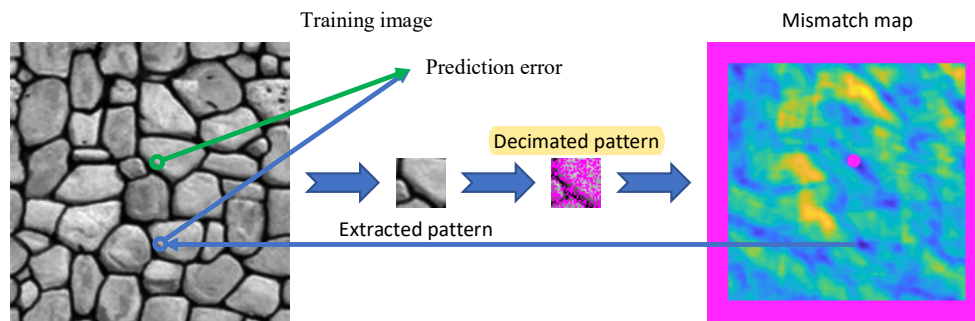 Training image
Mismatch map
Prediction error
Decimated pattern
Extracted pattern